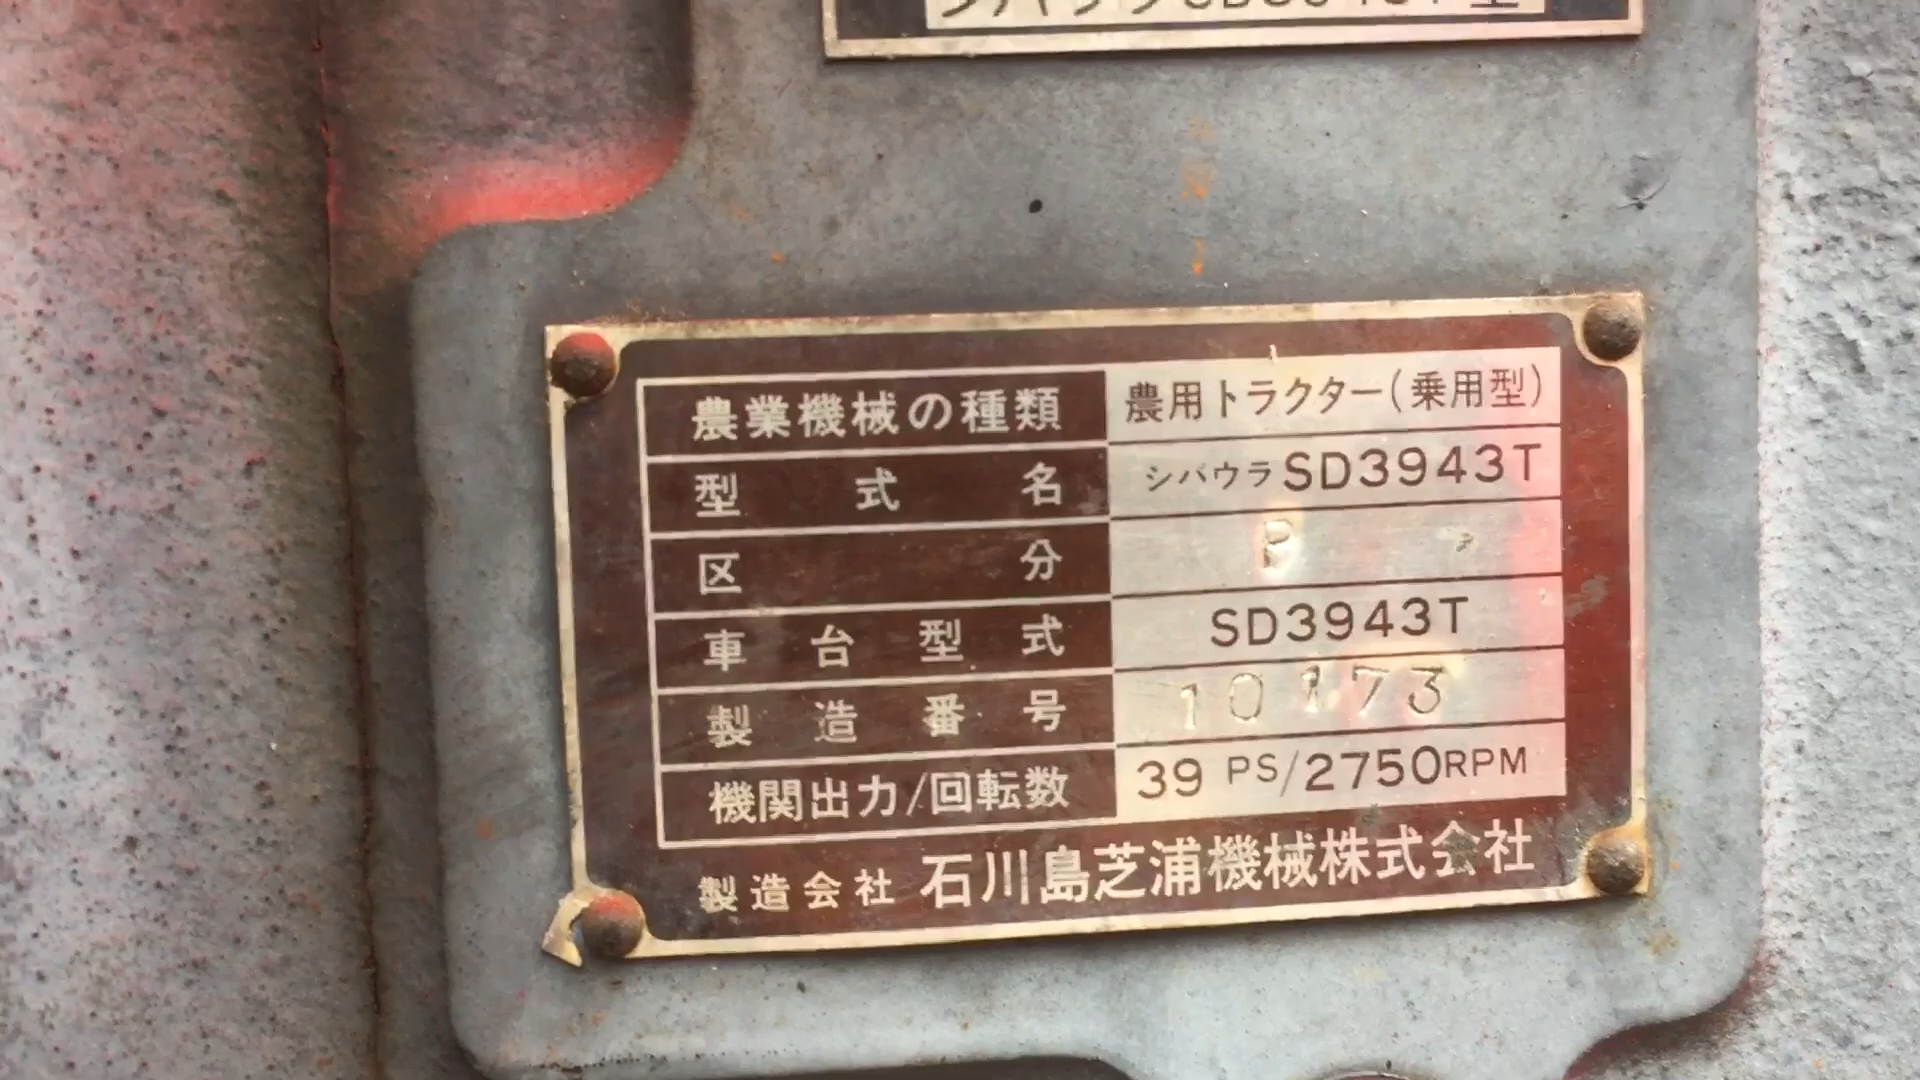 農業機械の種類 農用トラクター(乗用型)
型式名 シバウラSD3943T
区分 P
車台型式 SD3943T
製造番号 10173
機関出力/回転数 39 PS/2750RPM
製造会社 石川島芝浦機械株式会社